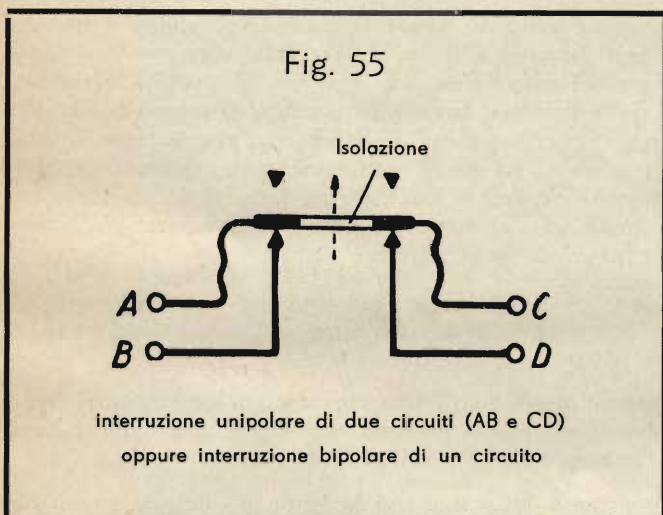 Fig. 55
Isolazione
A
C
B
D
interruzione unipolare di due circuiti (AB e CD)
oppure interruzione bipolare di un circuito